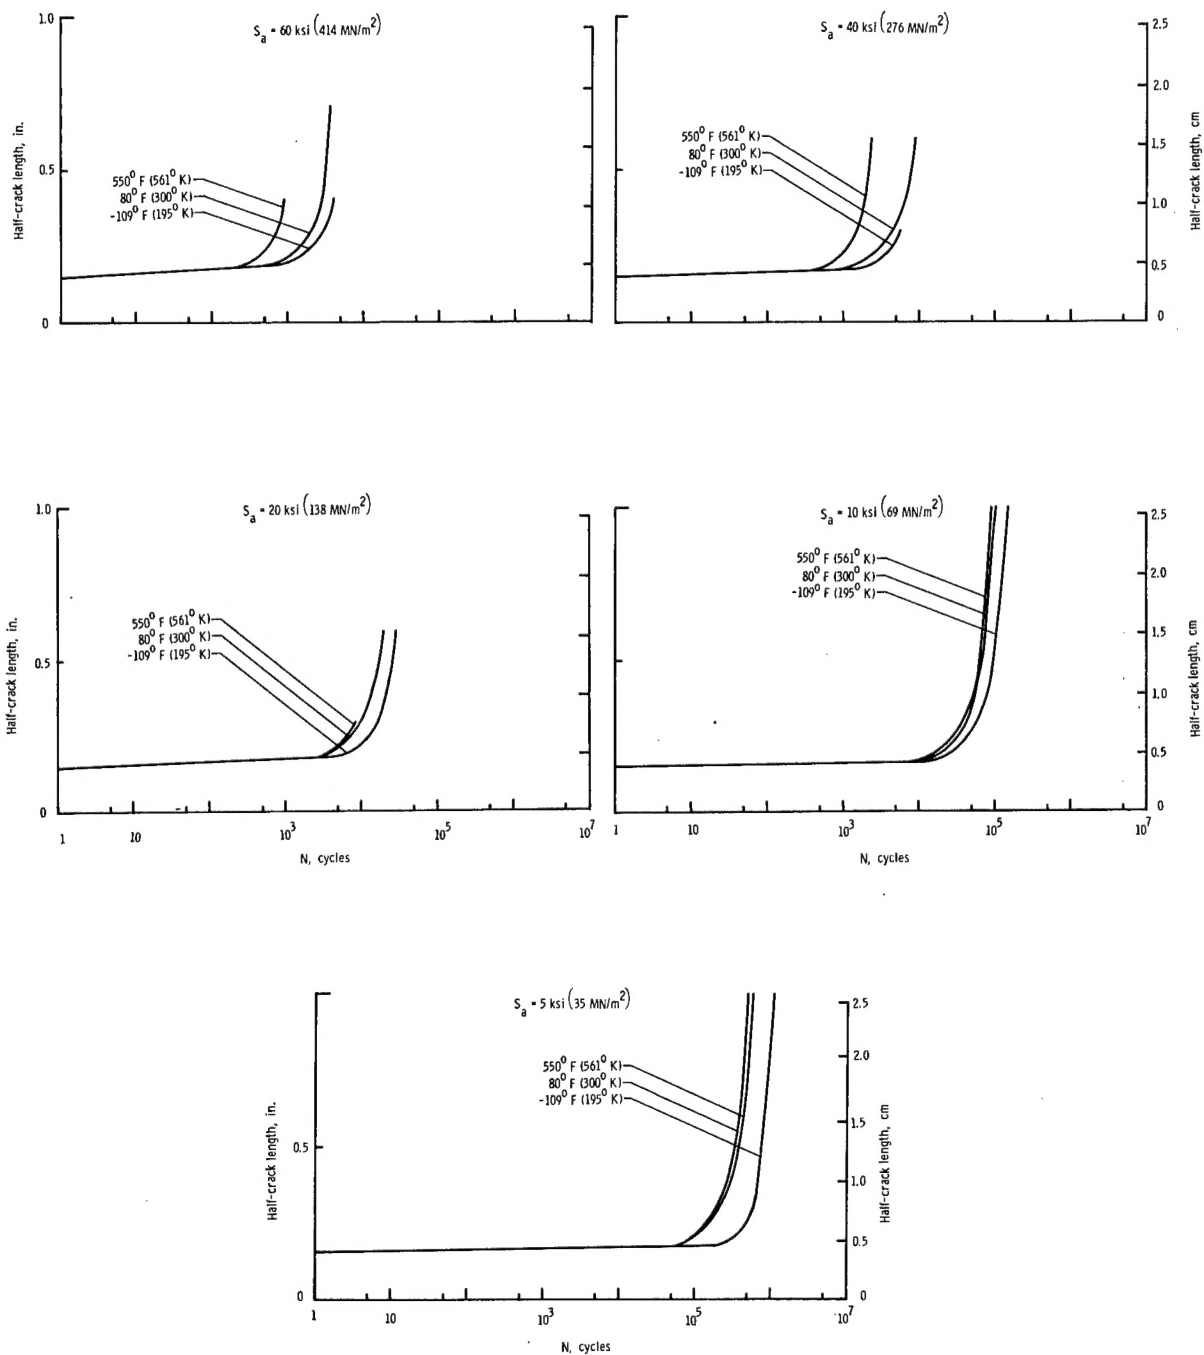 S_a = 60 ksi (414 MN/m²)
1.0
0.5
0
Half-crack length, in.
550° F (561° K)
80° F (300° K)
-109° F (195° K)
S_a = 40 ksi (276 MN/m²)
550° F (561° K)
80° F (300° K)
-109° F (195° K)
2.5
2.0
1.5
1.0
0.5
0
Half-crack length, cm
S_a = 20 ksi (138 MN/m²)
1.0
0.5
0
Half-crack length, in.
550° F (561° K)
80° F (300° K)
-109° F (195° K)
1 10 10³ 10⁵ 10⁷
N, cycles
S_a = 10 ksi (69 MN/m²)
550° F (561° K)
80° F (300° K)
-109° F (195° K)
2.5
2.0
1.5
1.0
0.5
0
Half-crack length, cm
1 10 10³ 10⁵ 10⁷
N, cycles
S_a = 5 ksi (35 MN/m²)
0.5
0
Half-crack length, in.
550° F (561° K)
80° F (300° K)
-109° F (195° K)
2.5
2.0
1.5
1.0
0.5
0
Half-crack length, cm
1 10 10³ 10⁵ 10⁷
N, cycles